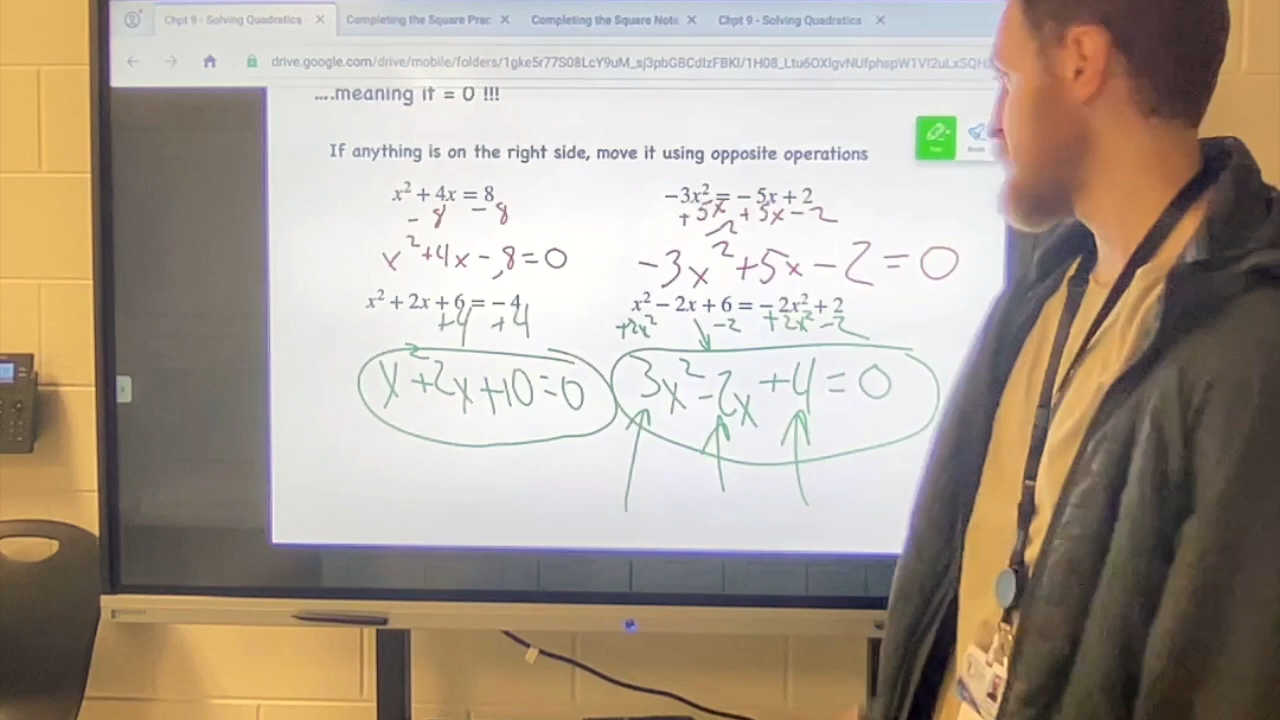 Chpt 9 - Solving Quadratics × Completing the Square Prac × Completing the Square Note × Chpt 9 - Solving Quadratics ×
....meaning it = 0 !!!
If anything is on the right side, move it using opposite operations
x² + 4x = 8
- 8 - 8
x² + 4x - 8 = 0
-3x² = - 5x + 2
+ 5x + 5x - 2
- 2
-3x² + 5x - 2 = 0
x² + 2x + 6 = - 4
+4 +4
x² + 2x + 10 = 0
x² - 2x + 6 = - 2x² + 2
+2x² - 2 + 2x² - 2
3x² - 2x + 4 = 0